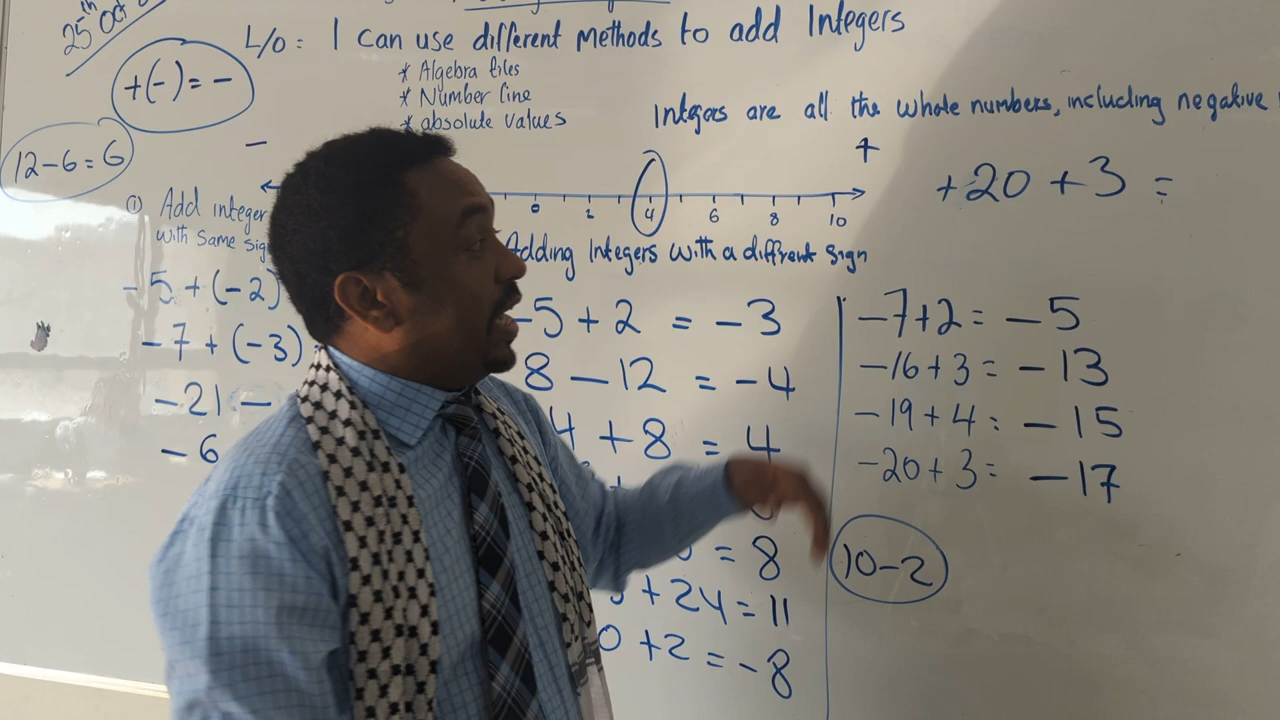 25th Oct
L/O = I can use different methods to add Integers
* Algebra tiles
* Number line
* absolute values
+(-) = -
12-6=6
Integers are all the whole numbers, including negative
- +
0 2 4 6 8 10
+20 +3 =
① Add integer
with same sig
-5 + (-2)
-7 + (-3)
-21 -
-6
Adding Integers with a different sign
-5 + 2 = -3
8 - 12 = -4
4 + 8 = 4
= 8
+24 = 11
0 +2 = -8
-7+2 = -5
-16+3 = -13
-19+4 = -15
-20+3 = -17
10-2